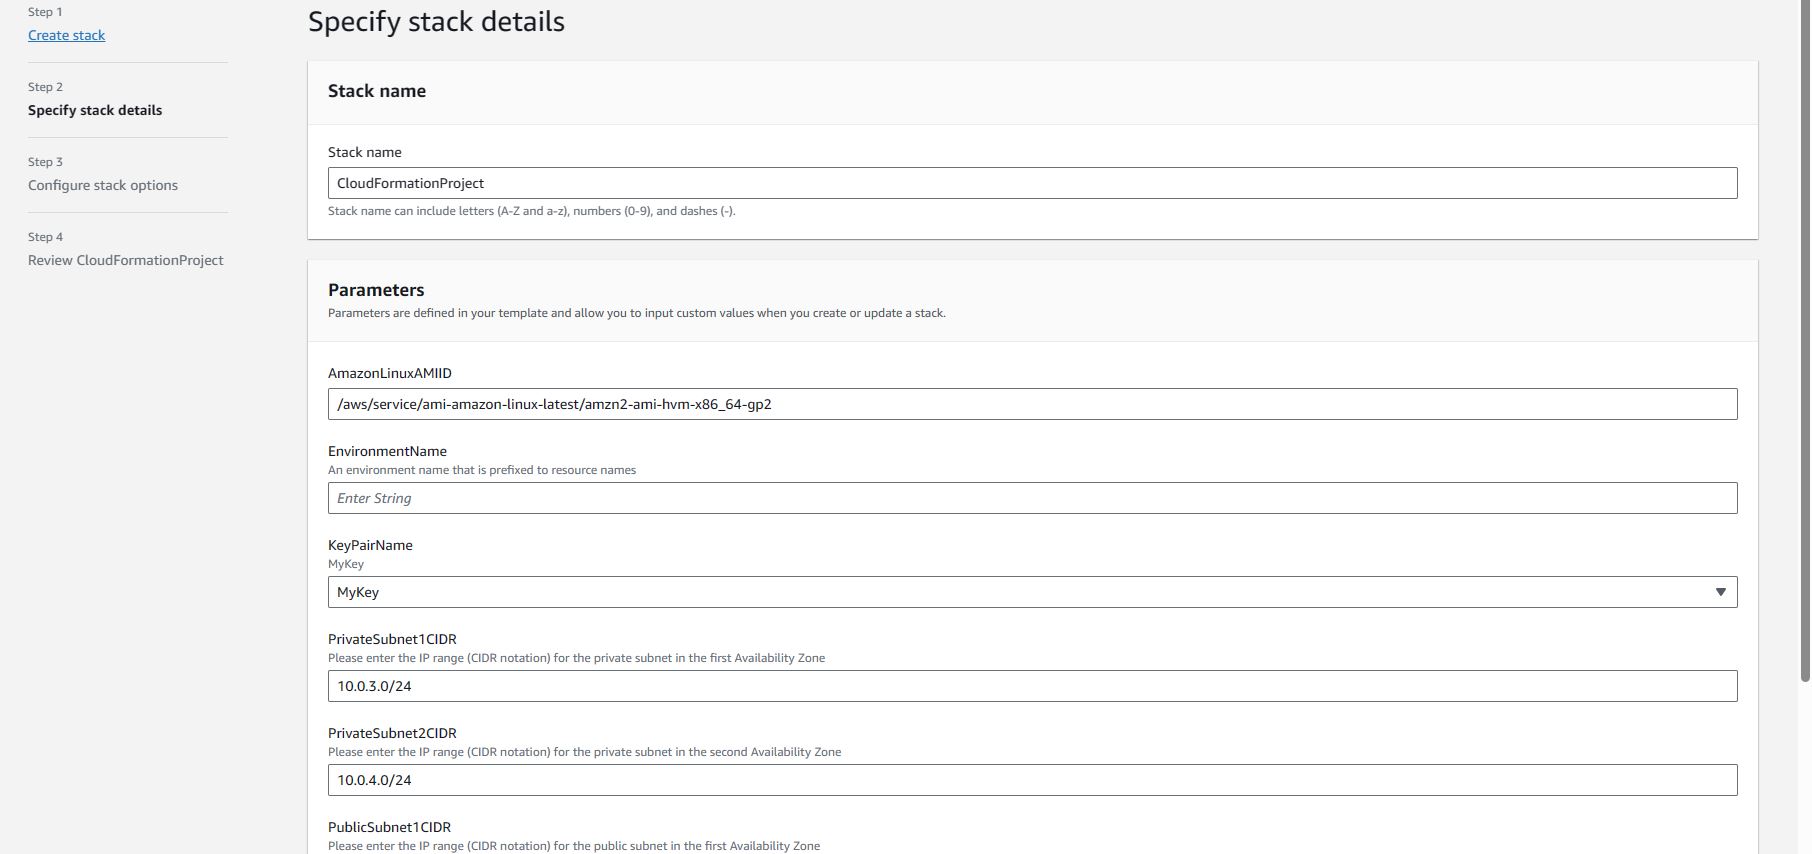 Step 1
Create stack
Step 2
Specify stack details
Step 3
Configure stack options
Step 4
Review CloudFormationProject
Specify stack details
Stack name
Stack name
CloudFormationProject
Stack name can include letters (A-Z and a-z), numbers (0-9), and dashes (-).
Parameters
Parameters are defined in your template and allow you to input custom values when you create or update a stack.
AmazonLinuxAMIID
/aws/service/ami-amazon-linux-latest/amzn2-ami-hvm-x86_64-gp2
EnvironmentName
An environment name that is prefixed to resource names
Enter String
KeyPairName
MyKey
MyKey
PrivateSubnet1CIDR
Please enter the IP range (CIDR notation) for the private subnet in the first Availability Zone
10.0.3.0/24
PrivateSubnet2CIDR
Please enter the IP range (CIDR notation) for the private subnet in the second Availability Zone
10.0.4.0/24
PublicSubnet1CIDR
Please enter the IP range (CIDR notation) for the public subnet in the first Availability Zone